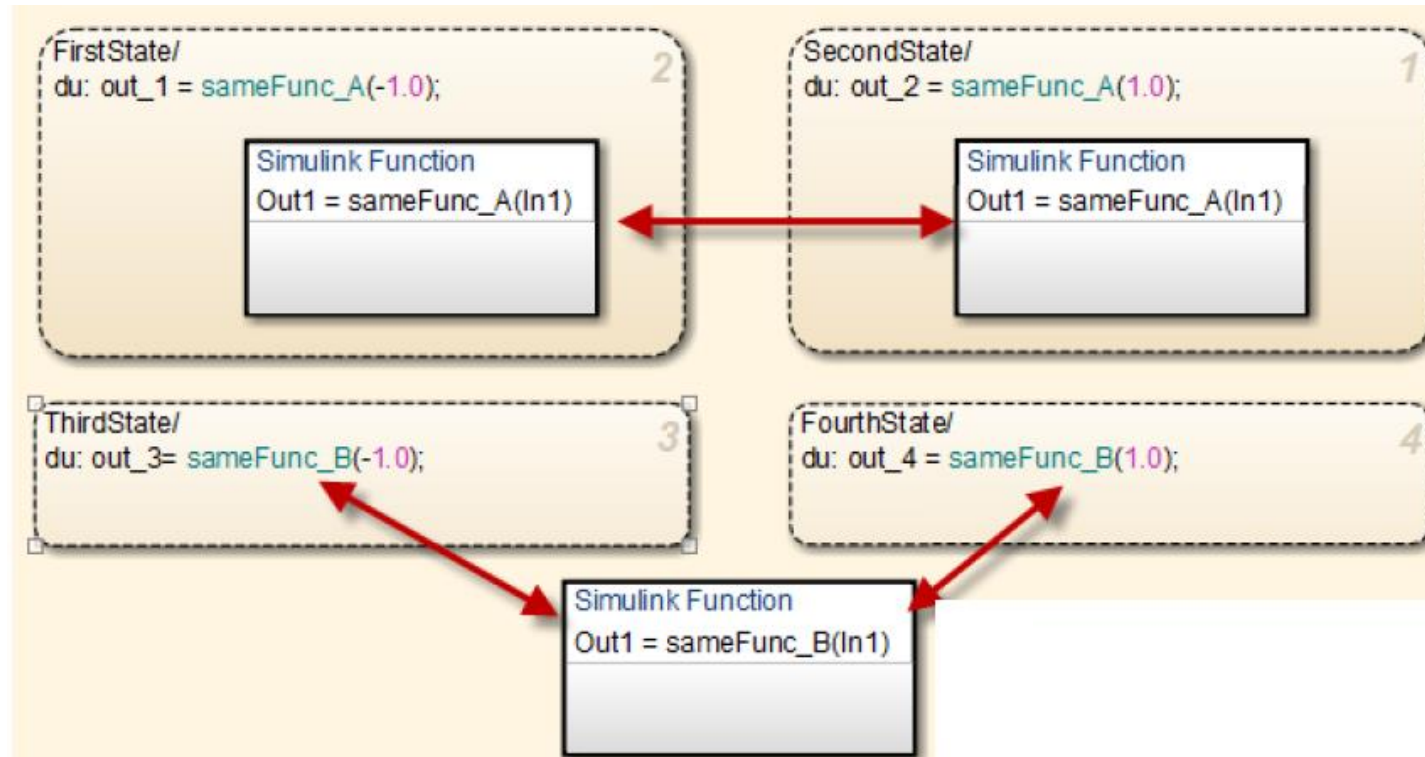 FirstState/
2
du: out_1 = sameFunc_A(-1.0);
Simulink Function
Out1 = sameFunc_A(In1)
SecondState/
1
du: out_2 = sameFunc_A(1.0);
Simulink Function
Out1 = sameFunc_A(In1)
ThirdState/
3
du: out_3= sameFunc_B(-1.0);
FourthState/
4
du: out_4 = sameFunc_B(1.0);
Simulink Function
Out1 = sameFunc_B(In1)